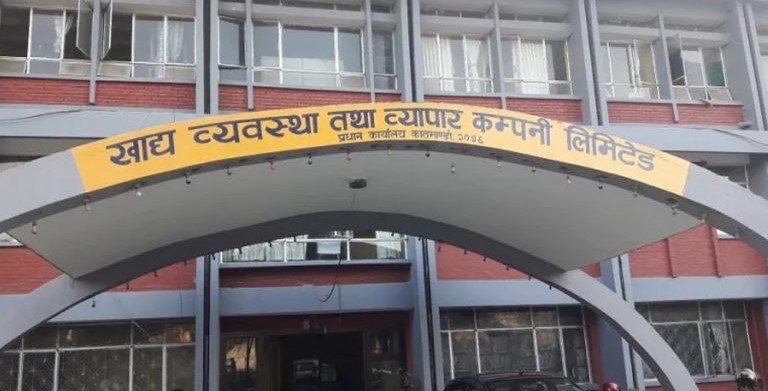 खाद्य व्यवस्था तथा व्यापार कम्पनी लिमिटेड
प्रधान कार्यालय काठमाण्डौं, २०७६